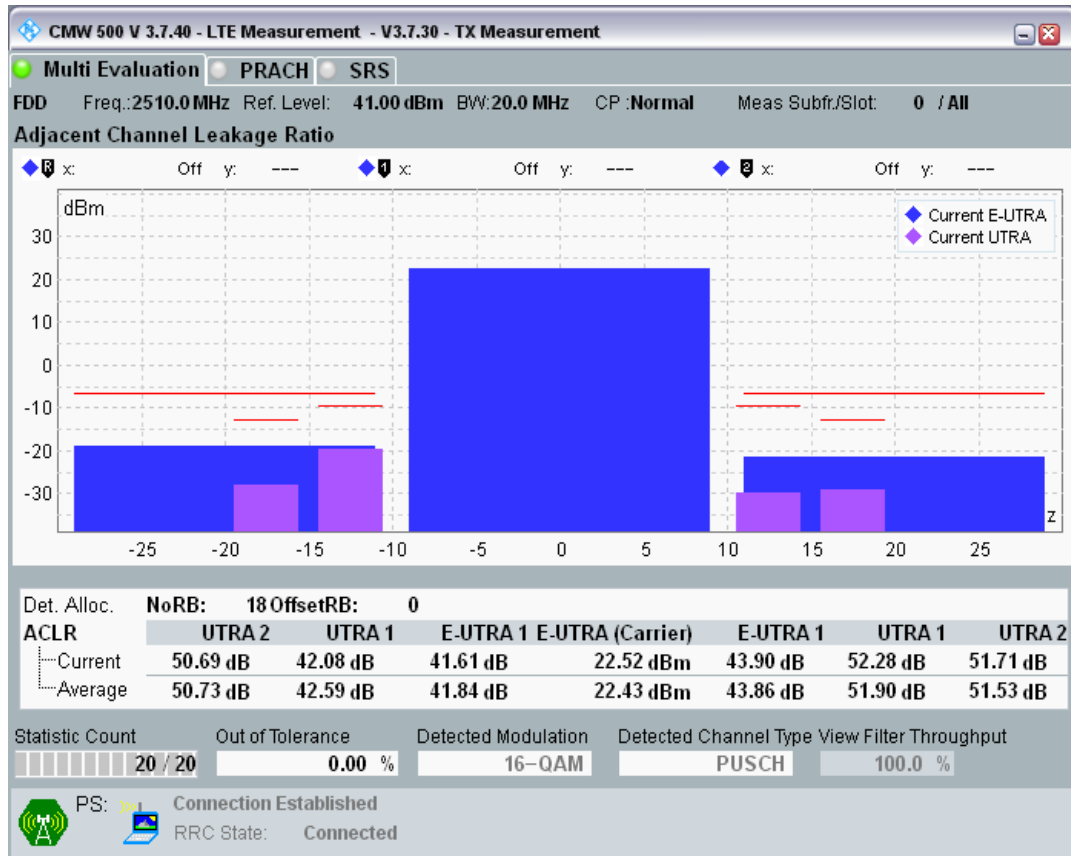 CMW 500 V 3.7.40 - LTE Measurement - V3.7.30 - TX Measurement
Multi Evaluation PRACH SRS
FDD Freq.:2510.0 MHz Ref. Level: 41.00 dBm BW:20.0 MHz CP :Normal Meas Subfr./Slot: 0 / All
Adjacent Channel Leakage Ratio
R x: Off y: --- 1 x: Off y: --- 2 x: Off y: ---
dBm
Current E-UTRA
Current UTRA
30
20
10
0
-10
-20
-30
z
-25 -20 -15 -10 -5 0 5 10 15 20 25
Det. Alloc. NoRB: 18 OffsetRB: 0
ACLR UTRA 2 UTRA 1 E-UTRA 1 E-UTRA (Carrier) E-UTRA 1 UTRA 1 UTRA 2
Current 50.69 dB 42.08 dB 41.61 dB 22.52 dBm 43.90 dB 52.28 dB 51.71 dB
Average 50.73 dB 42.59 dB 41.84 dB 22.43 dBm 43.86 dB 51.90 dB 51.53 dB
Statistic Count Out of Tolerance Detected Modulation Detected Channel Type View Filter Throughput
20 / 20 0.00 % 16-QAM PUSCH 100.0 %
PS: Connection Established
RRC State: Connected